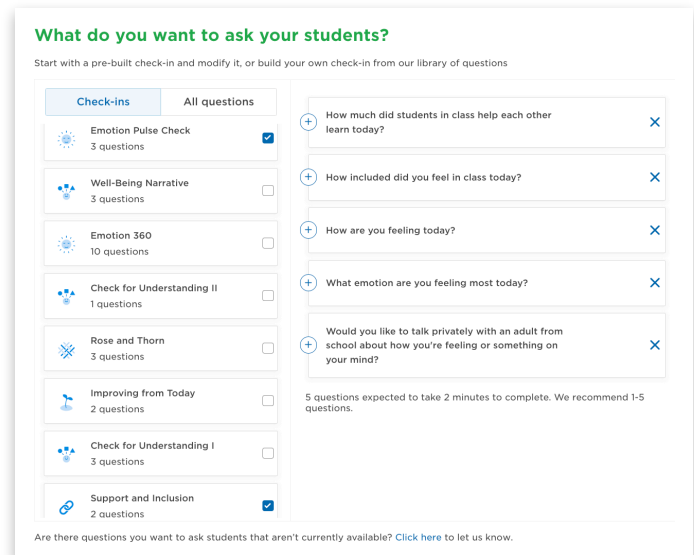 What do you want to ask your students?
Start with a pre-built check-in and modify it, or build your own check-in from our library of questions
Check-ins
All questions
Emotion Pulse Check
3 questions
Well-Being Narrative
3 questions
Emotion 360
10 questions
Check for Understanding II
1 questions
Rose and Thorn
3 questions
Improving from Today
2 questions
Check for Understanding I
3 questions
Support and Inclusion
2 questions
How much did students in class help each other
learn today?
How included did you feel in class today?
How are you feeling today?
What emotion are you feeling most today?
Would you like to talk privately with an adult from
school about how you're feeling or something on
your mind?
5 questions expected to take 2 minutes to complete. We recommend 1-5
questions.
Are there questions you want to ask students that aren't currently available? Click here to let us know.